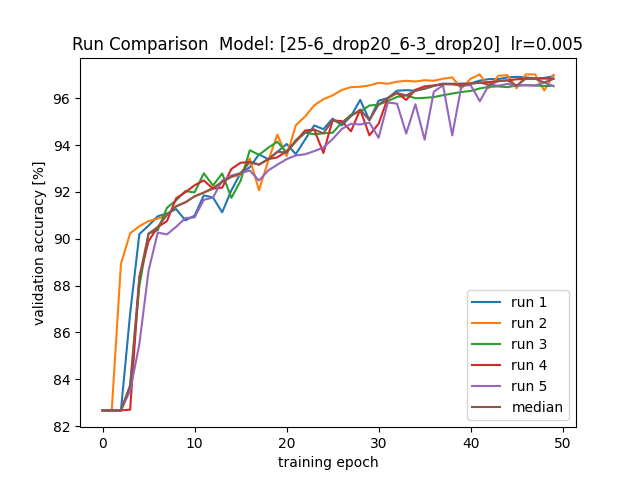 Run Comparison  Model: [25-6_drop20_6-3_drop20]  lr=0.005
validation accuracy [%]
96
94
92
90
88
86
84
82
0 10 20 30 40 50
training epoch
run 1
run 2
run 3
run 4
run 5
median